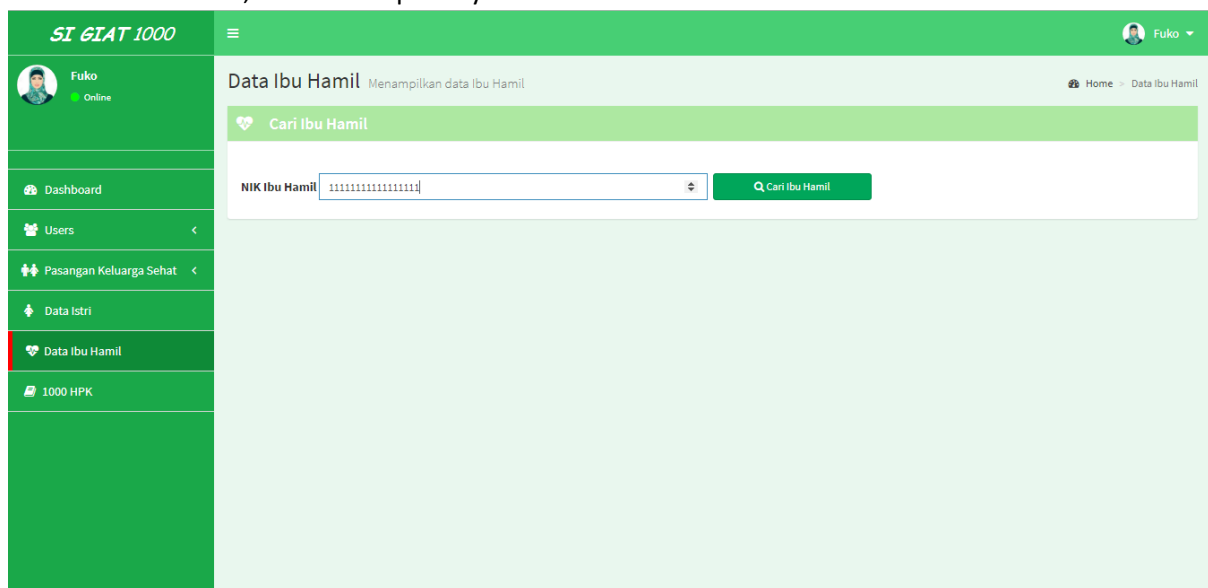 SI GIAT 1000
Fuko
Fuko
Online
Data Ibu Hamil Menampilkan data Ibu Hamil
Home > Data Ibu Hamil
Cari Ibu Hamil
NIK Ibu Hamil 1111111111111111 Cari Ibu Hamil
Dashboard
Users
Pasangan Keluarga Sehat
Data Istri
Data Ibu Hamil
1000 HPK